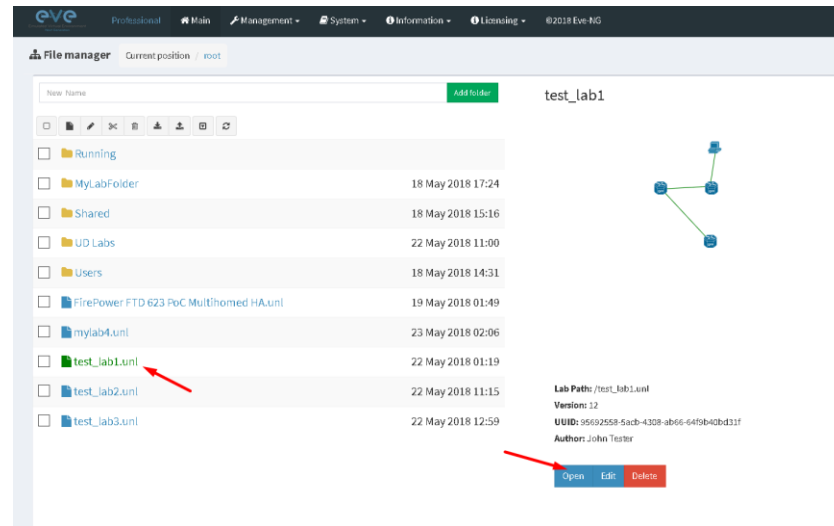 eve
Professional Main Management System Information Licensing ©2018 Eve-NG
File manager Current position / root
New Name Add folder
test_lab1
Running
MyLabFolder 18 May 2018 17:24
Shared 18 May 2018 15:16
UD Labs 22 May 2018 11:00
Users 18 May 2018 14:31
FirePower FTD 623 PoC Multihomed HA.unl 19 May 2018 01:49
mylab4.unl 23 May 2018 02:06
test_lab1.unl 22 May 2018 01:19
test_lab2.unl 22 May 2018 11:15
test_lab3.unl 22 May 2018 12:59
Lab Path: /test_lab1.unl
Version: 12
UUID: 95692558-5acb-4308-ab66-64f9b40bd31f
Author: John Tester
Open Edit Delete